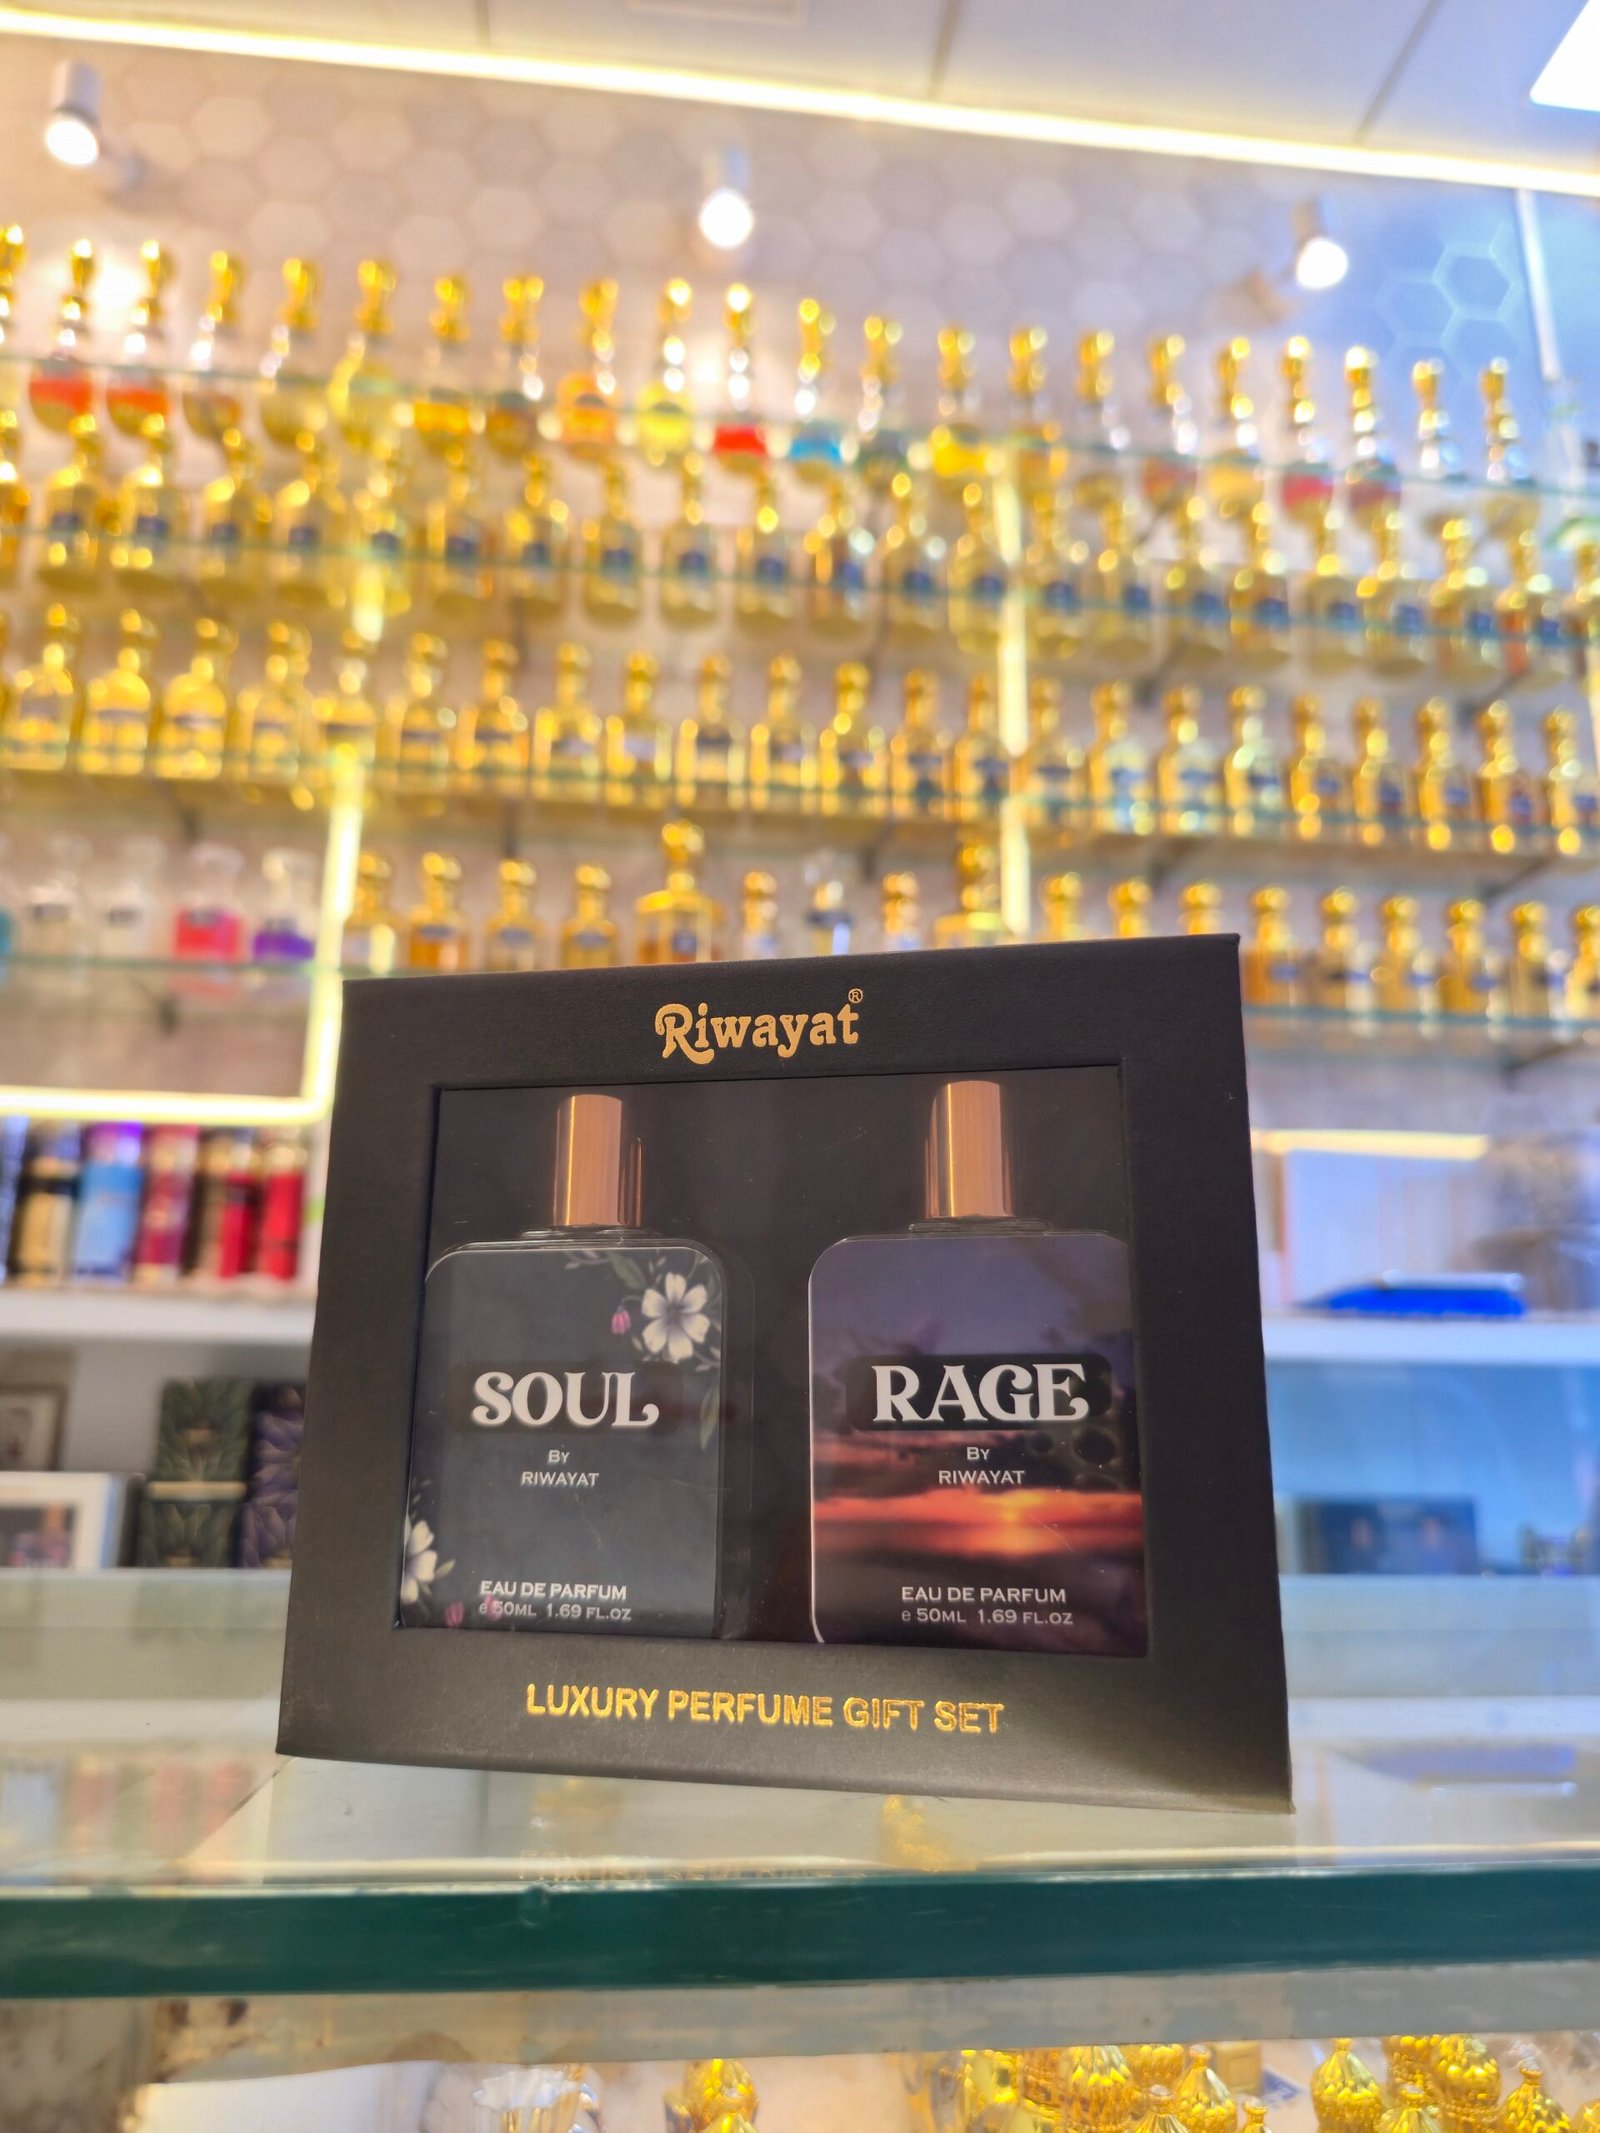 Riwayat®
SOUL
BY
RIWAYAT
EAU DE PARFUM
e 50ML 1.69 FL.OZ
RAGE
BY
RIWAYAT
EAU DE PARFUM
e 50ML 1.69 FL.OZ
LUXURY PERFUME GIFT SET